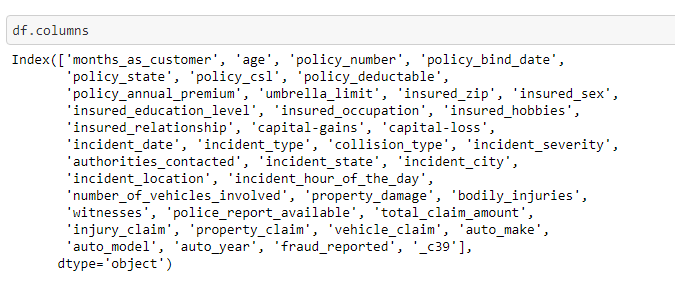 df.columns
Index(['months_as_customer', 'age', 'policy_number', 'policy_bind_date',
'policy_state', 'policy_csl', 'policy_deductable',
'policy_annual_premium', 'umbrella_limit', 'insured_zip', 'insured_sex',
'insured_education_level', 'insured_occupation', 'insured_hobbies',
'insured_relationship', 'capital-gains', 'capital-loss',
'incident_date', 'incident_type', 'collision_type', 'incident_severity',
'authorities_contacted', 'incident_state', 'incident_city',
'incident_location', 'incident_hour_of_the_day',
'number_of_vehicles_involved', 'property_damage', 'bodily_injuries',
'witnesses', 'police_report_available', 'total_claim_amount',
'injury_claim', 'property_claim', 'vehicle_claim', 'auto_make',
'auto_model', 'auto_year', 'fraud_reported', '_c39'],
dtype='object')